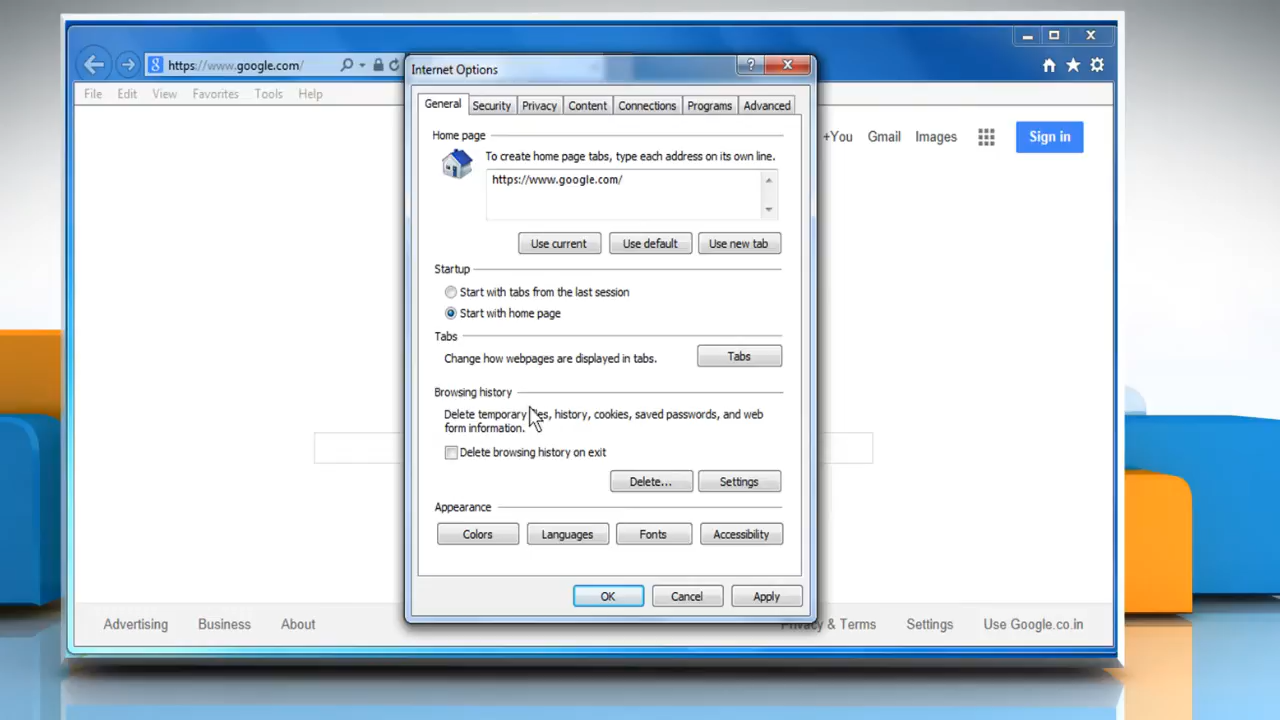 https://www.google.com/
Internet Options
File Edit View Favorites Tools Help
General Security Privacy Content Connections Programs Advanced
Home page
+You Gmail Images Sign in
To create home page tabs, type each address on its own line.
https://www.google.com/
Use current Use default Use new tab
Startup
Start with tabs from the last session
Start with home page
Tabs
Change how webpages are displayed in tabs.
Tabs
Browsing history
Delete temporary files, history, cookies, saved passwords, and web
form information.
Delete browsing history on exit
Delete... Settings
Appearance
Colors Languages Fonts Accessibility
OK Cancel Apply
Advertising Business About Privacy & Terms Settings Use Google.co.in